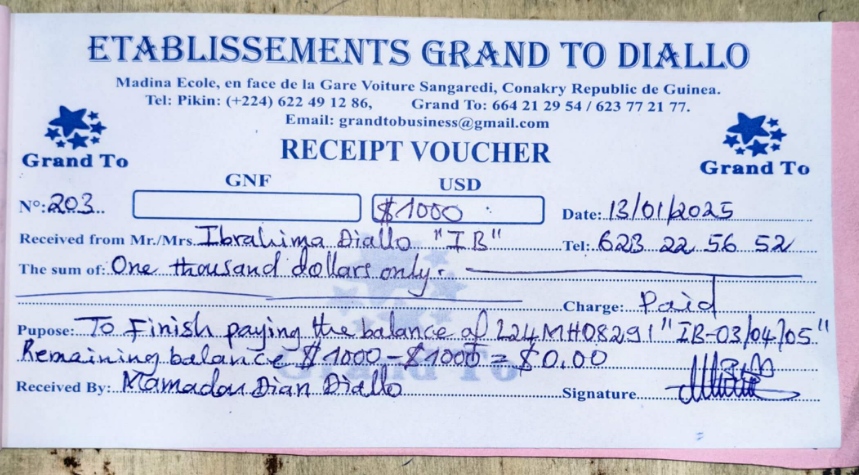 ETABLISSEMENTS GRAND TO DIALLO
Madina Ecole, en face de la Gare Voiture Sangaredi, Conakry Republic de Guinea.
Tel: Pikin: (+224) 622 49 12 86, Grand To: 664 21 29 54 / 623 77 21 77.
Email: grandtobusiness@gmail.com
Grand To RECEIPT VOUCHER Grand To
GNF USD
N°: 203 $1000 Date: 13/01/2025
Received from Mr./Mrs. Ibrahima Diallo "IB" Tel: 623 22 56 52
The sum of: One thousand dollars only.
Charge: Paid
Pupose: To Finish paying the balance of L24MH08291 "IB-03/04/05"
Remaining balance $1000 - $1000 = $0.00
Received By: Mamadou Dian Diallo Signature